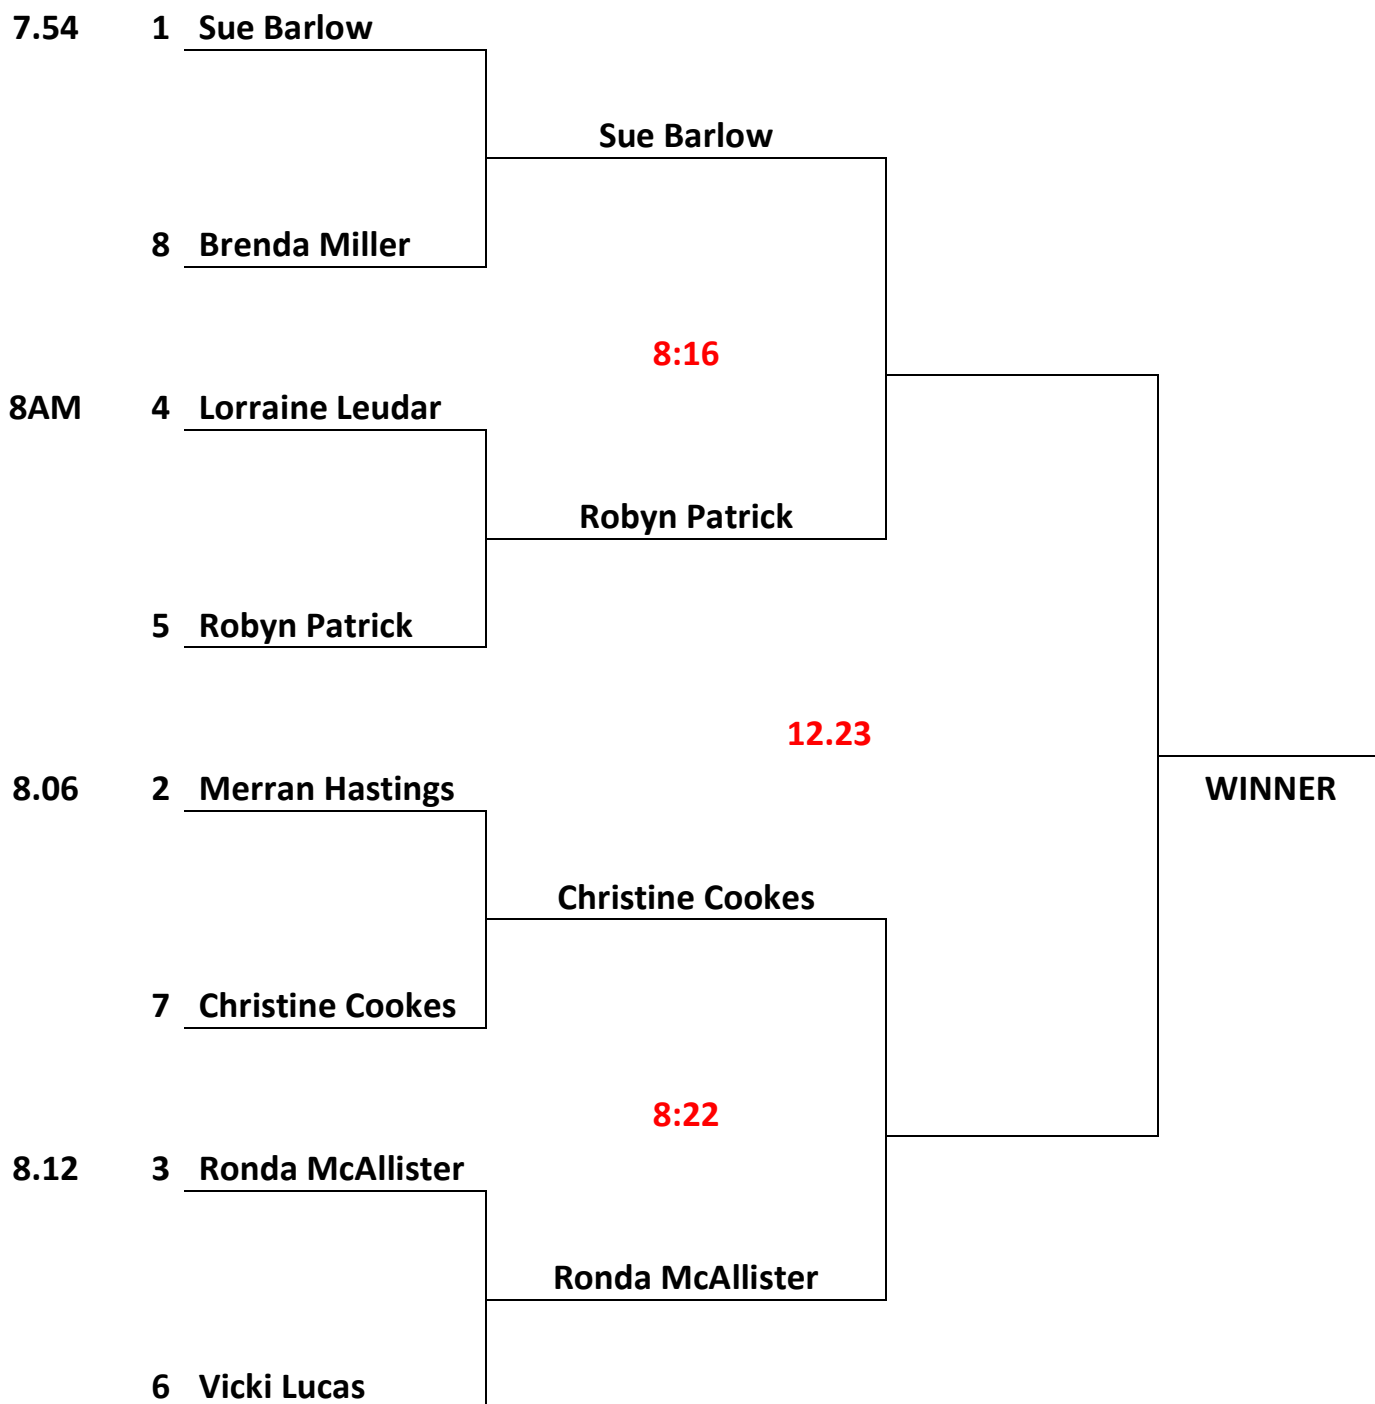 7.54 1 Sue Barlow
Sue Barlow
8 Brenda Miller
8:16
8AM 4 Lorraine Leudar
Robyn Patrick
5 Robyn Patrick
12.23
8.06 2 Merran Hastings WINNER
Christine Cookes
7 Christine Cookes
8:22
8.12 3 Ronda McAllister
Ronda McAllister
6 Vicki Lucas